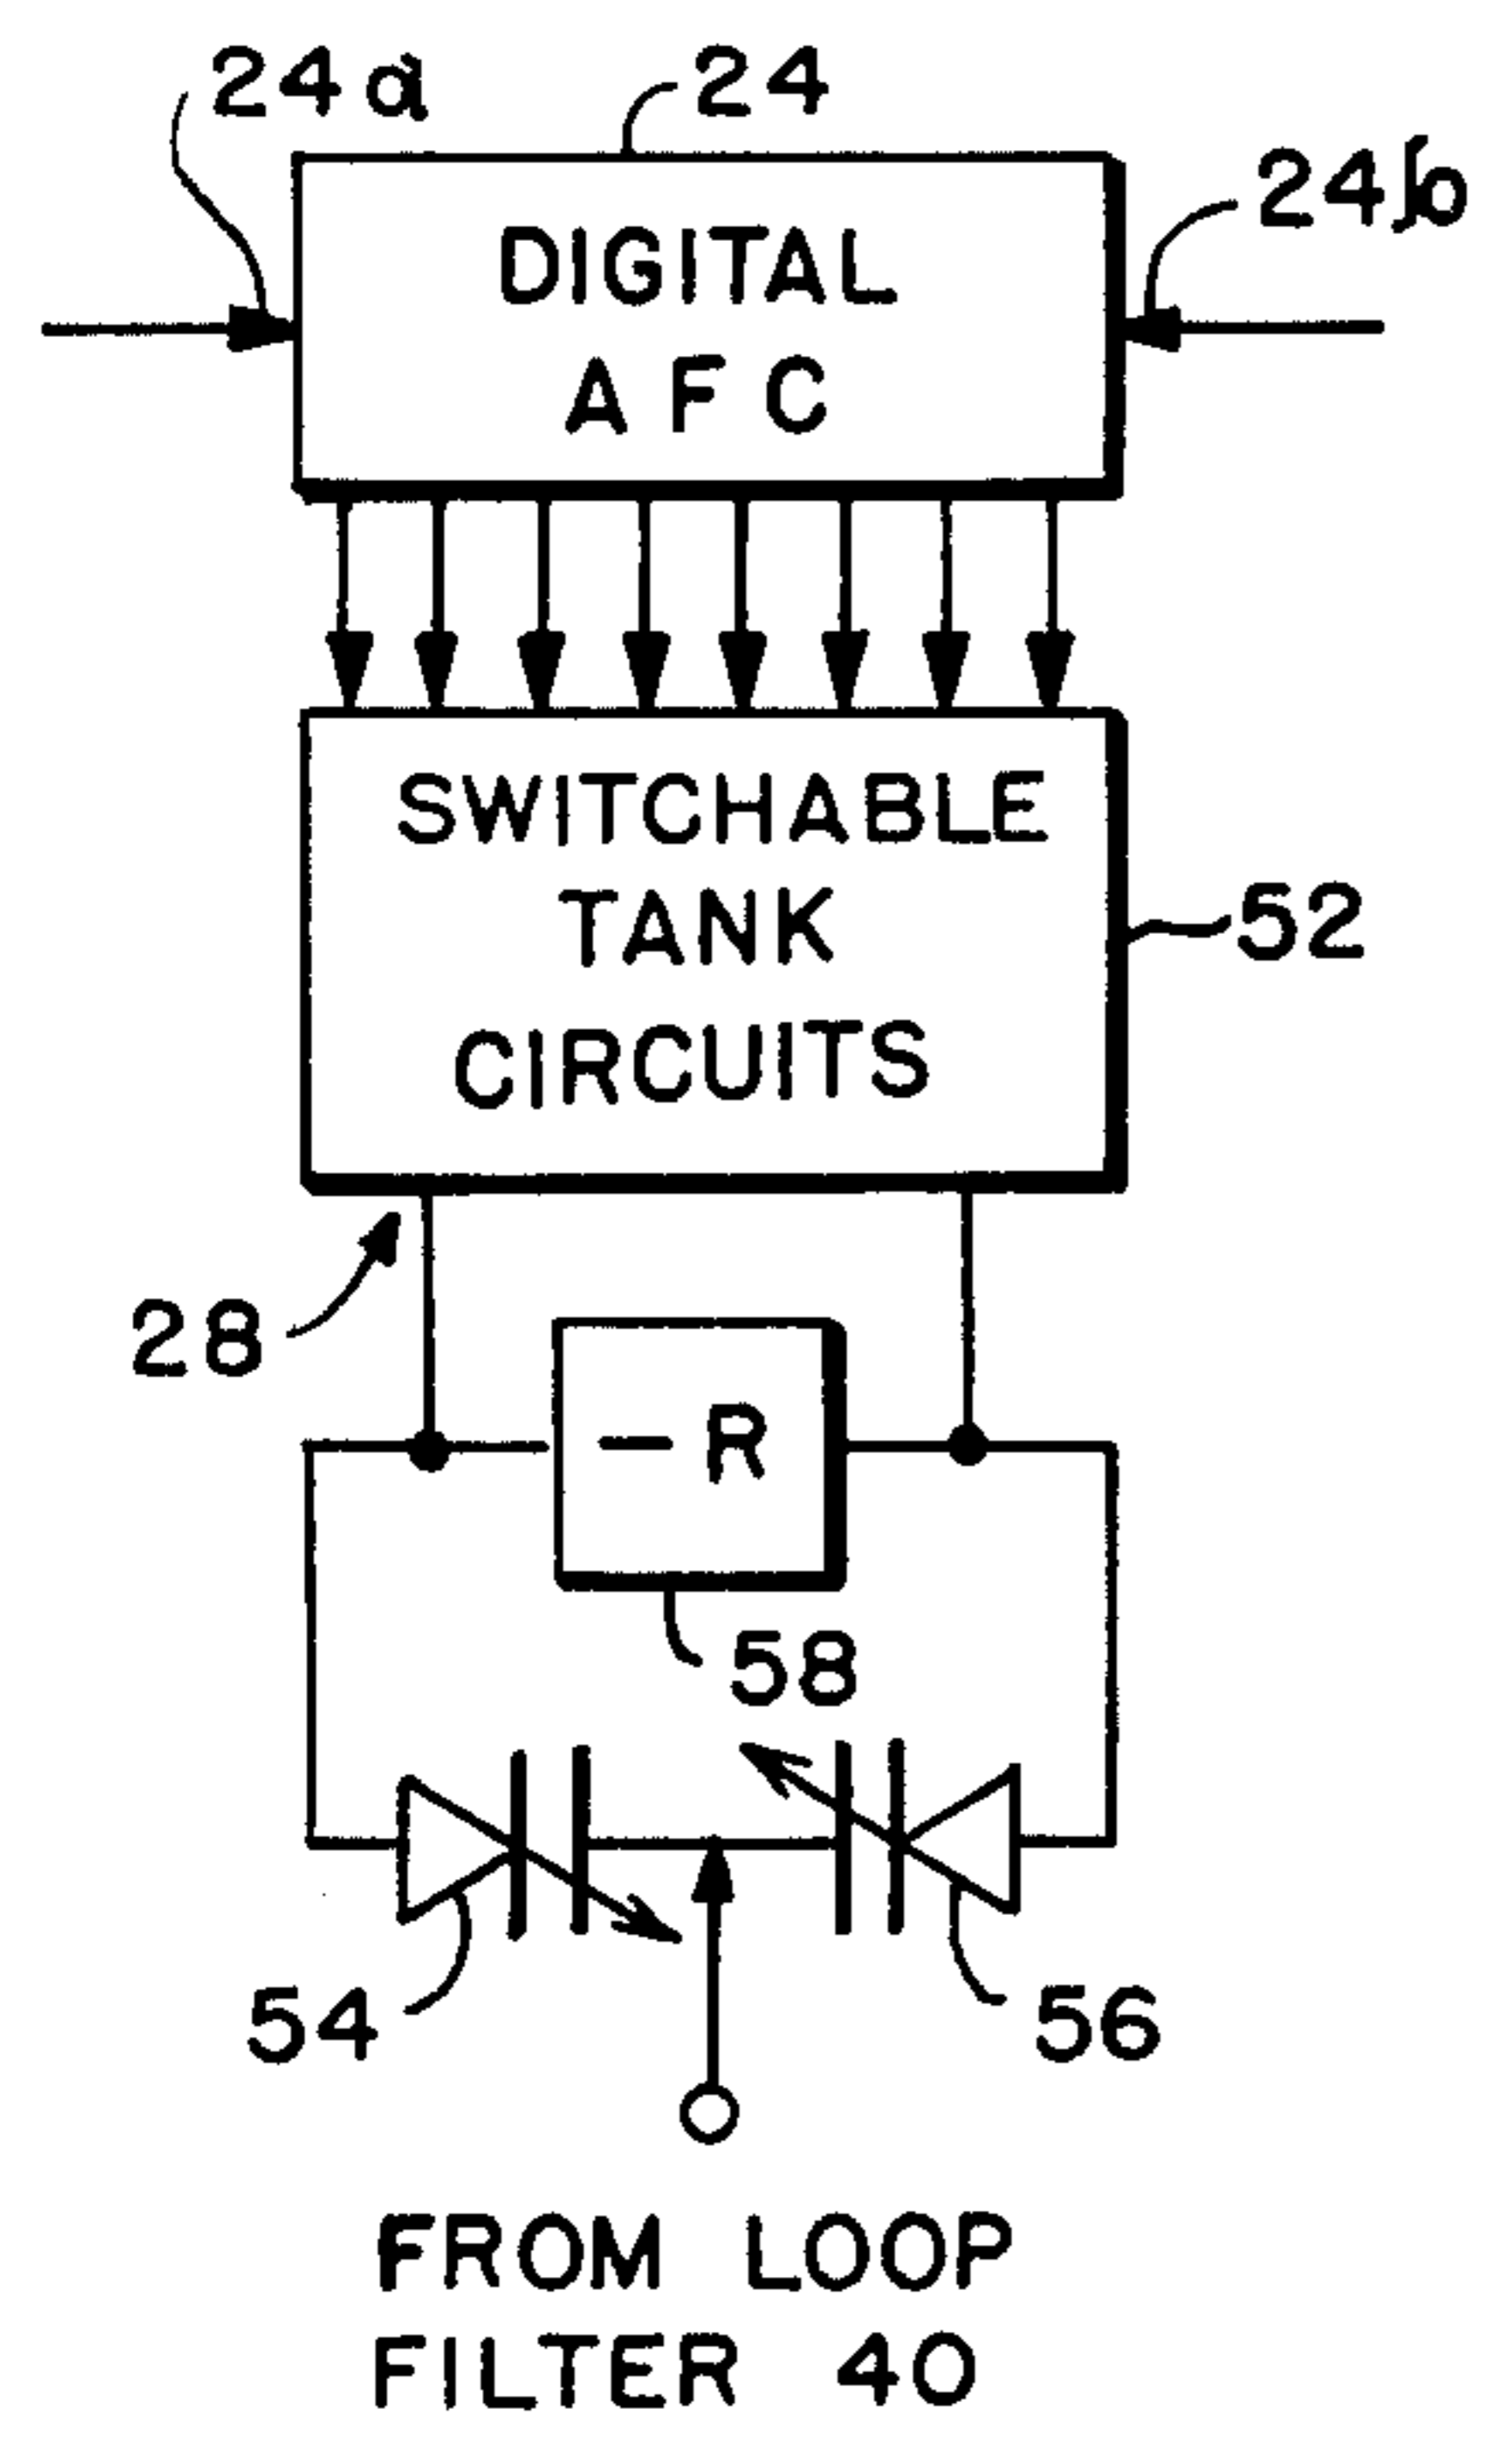 24a
24
24b
DIGITAL
AFC
SWITCHABLE
TANK
CIRCUITS
52
28
– R
58
54
56
FROM LOOP
FILTER 40